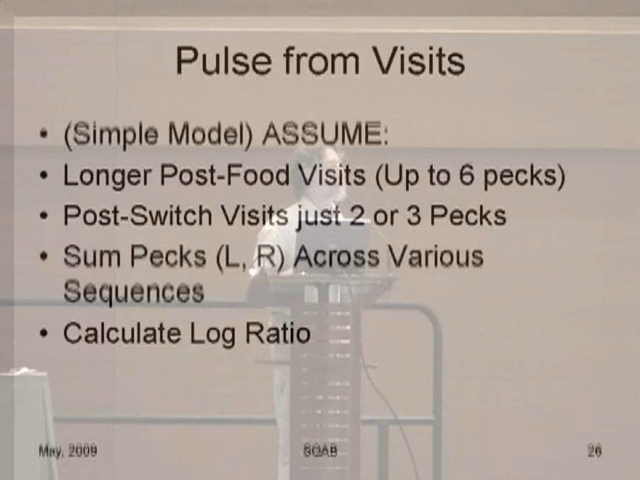 Pulse from Visits
• (Simple Model) ASSUME:
• Longer Post-Food Visits (Up to 6 pecks)
• Post-Switch Visits just 2 or 3 Pecks
• Sum Pecks (L, R) Across Various
Sequences
• Calculate Log Ratio
May, 2009
SQAB
26